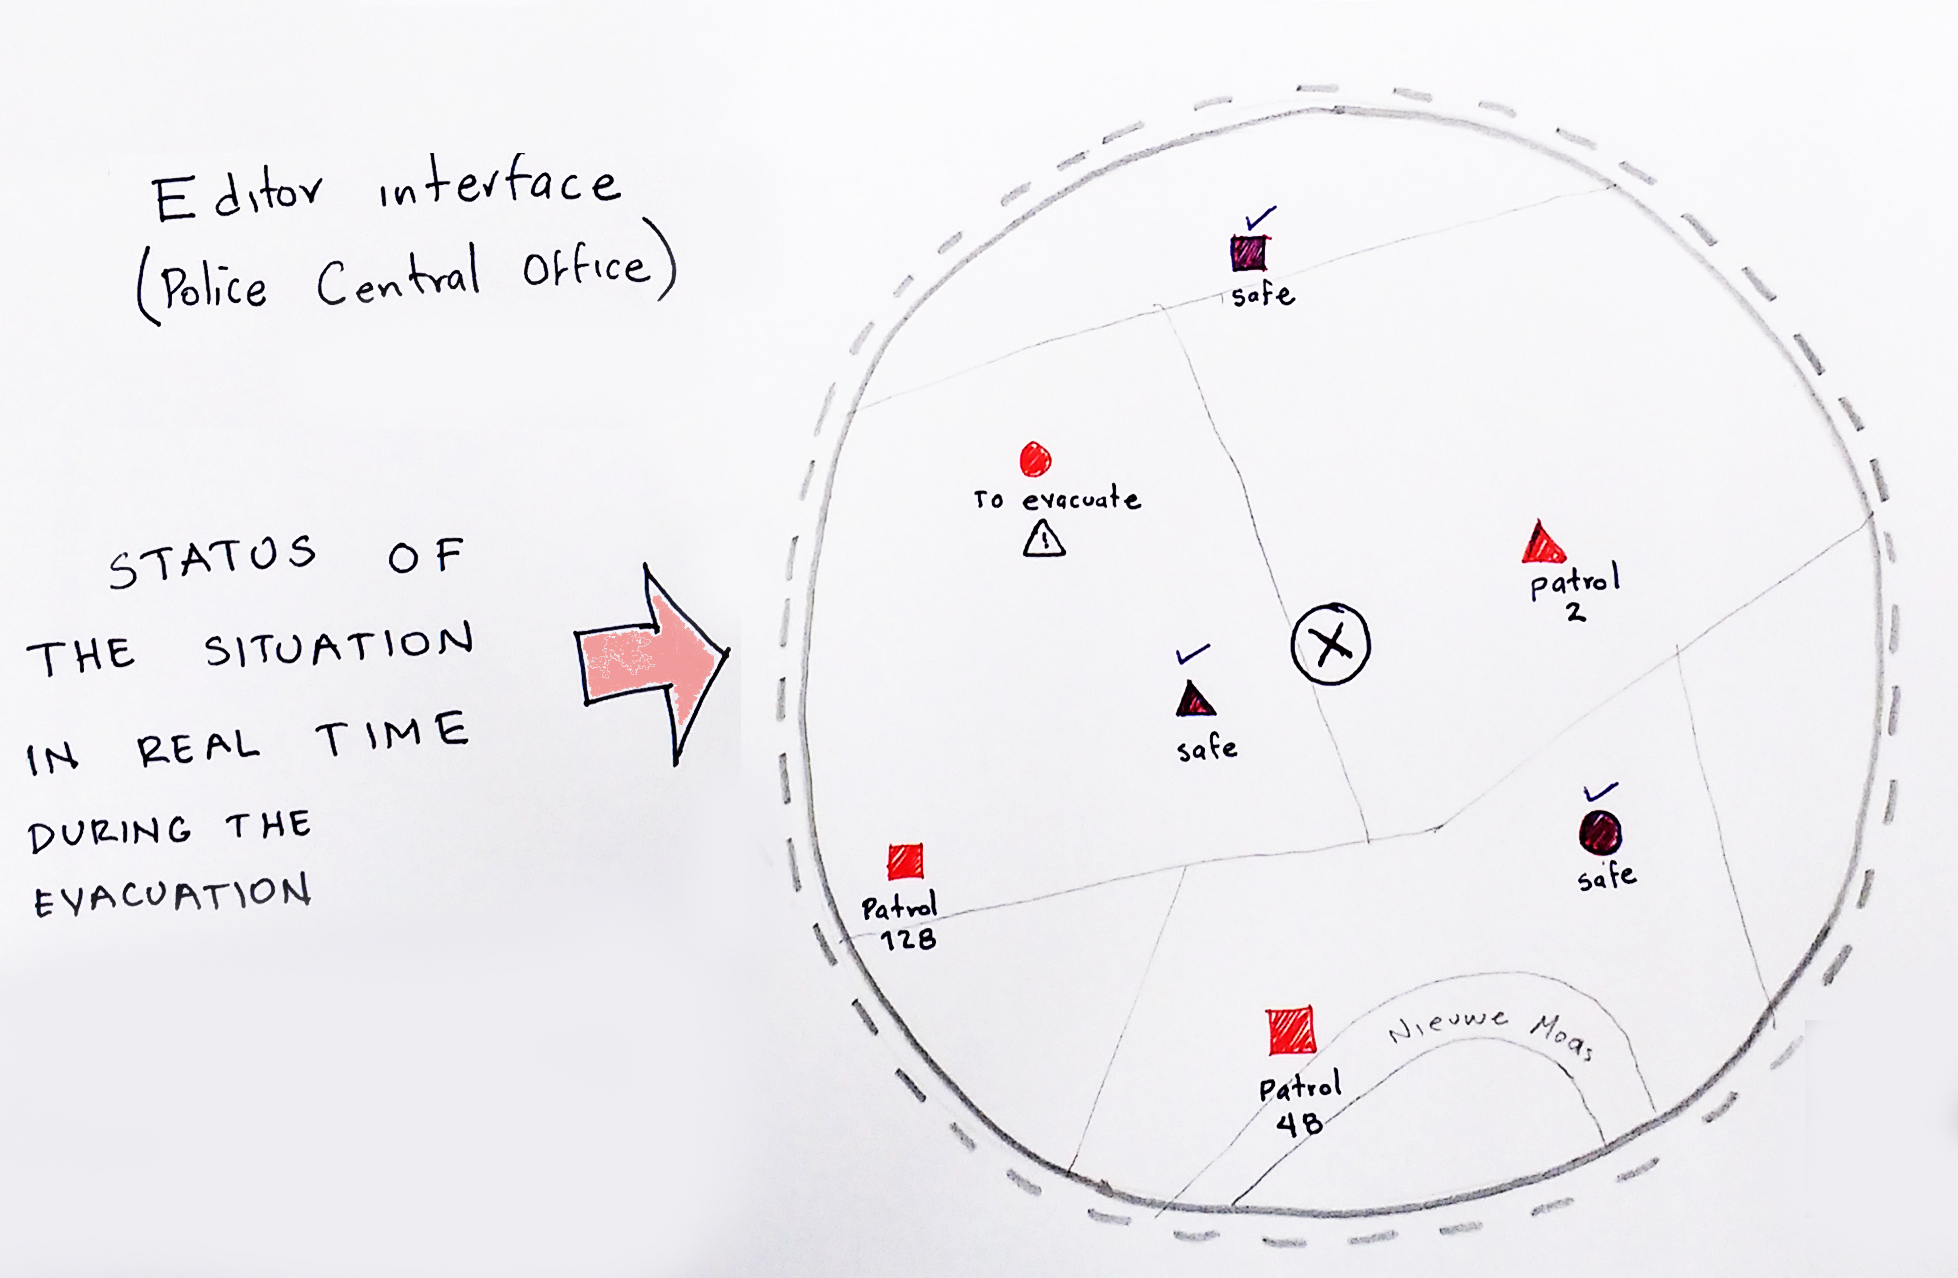 Editor interface
(Police Central Office)
STATUS OF
THE SITUATION
IN REAL TIME
DURING THE
EVACUATION
safe
To evacuate
Patrol
2
safe
safe
Patrol
128
Patrol
48
Nieuwe Moas